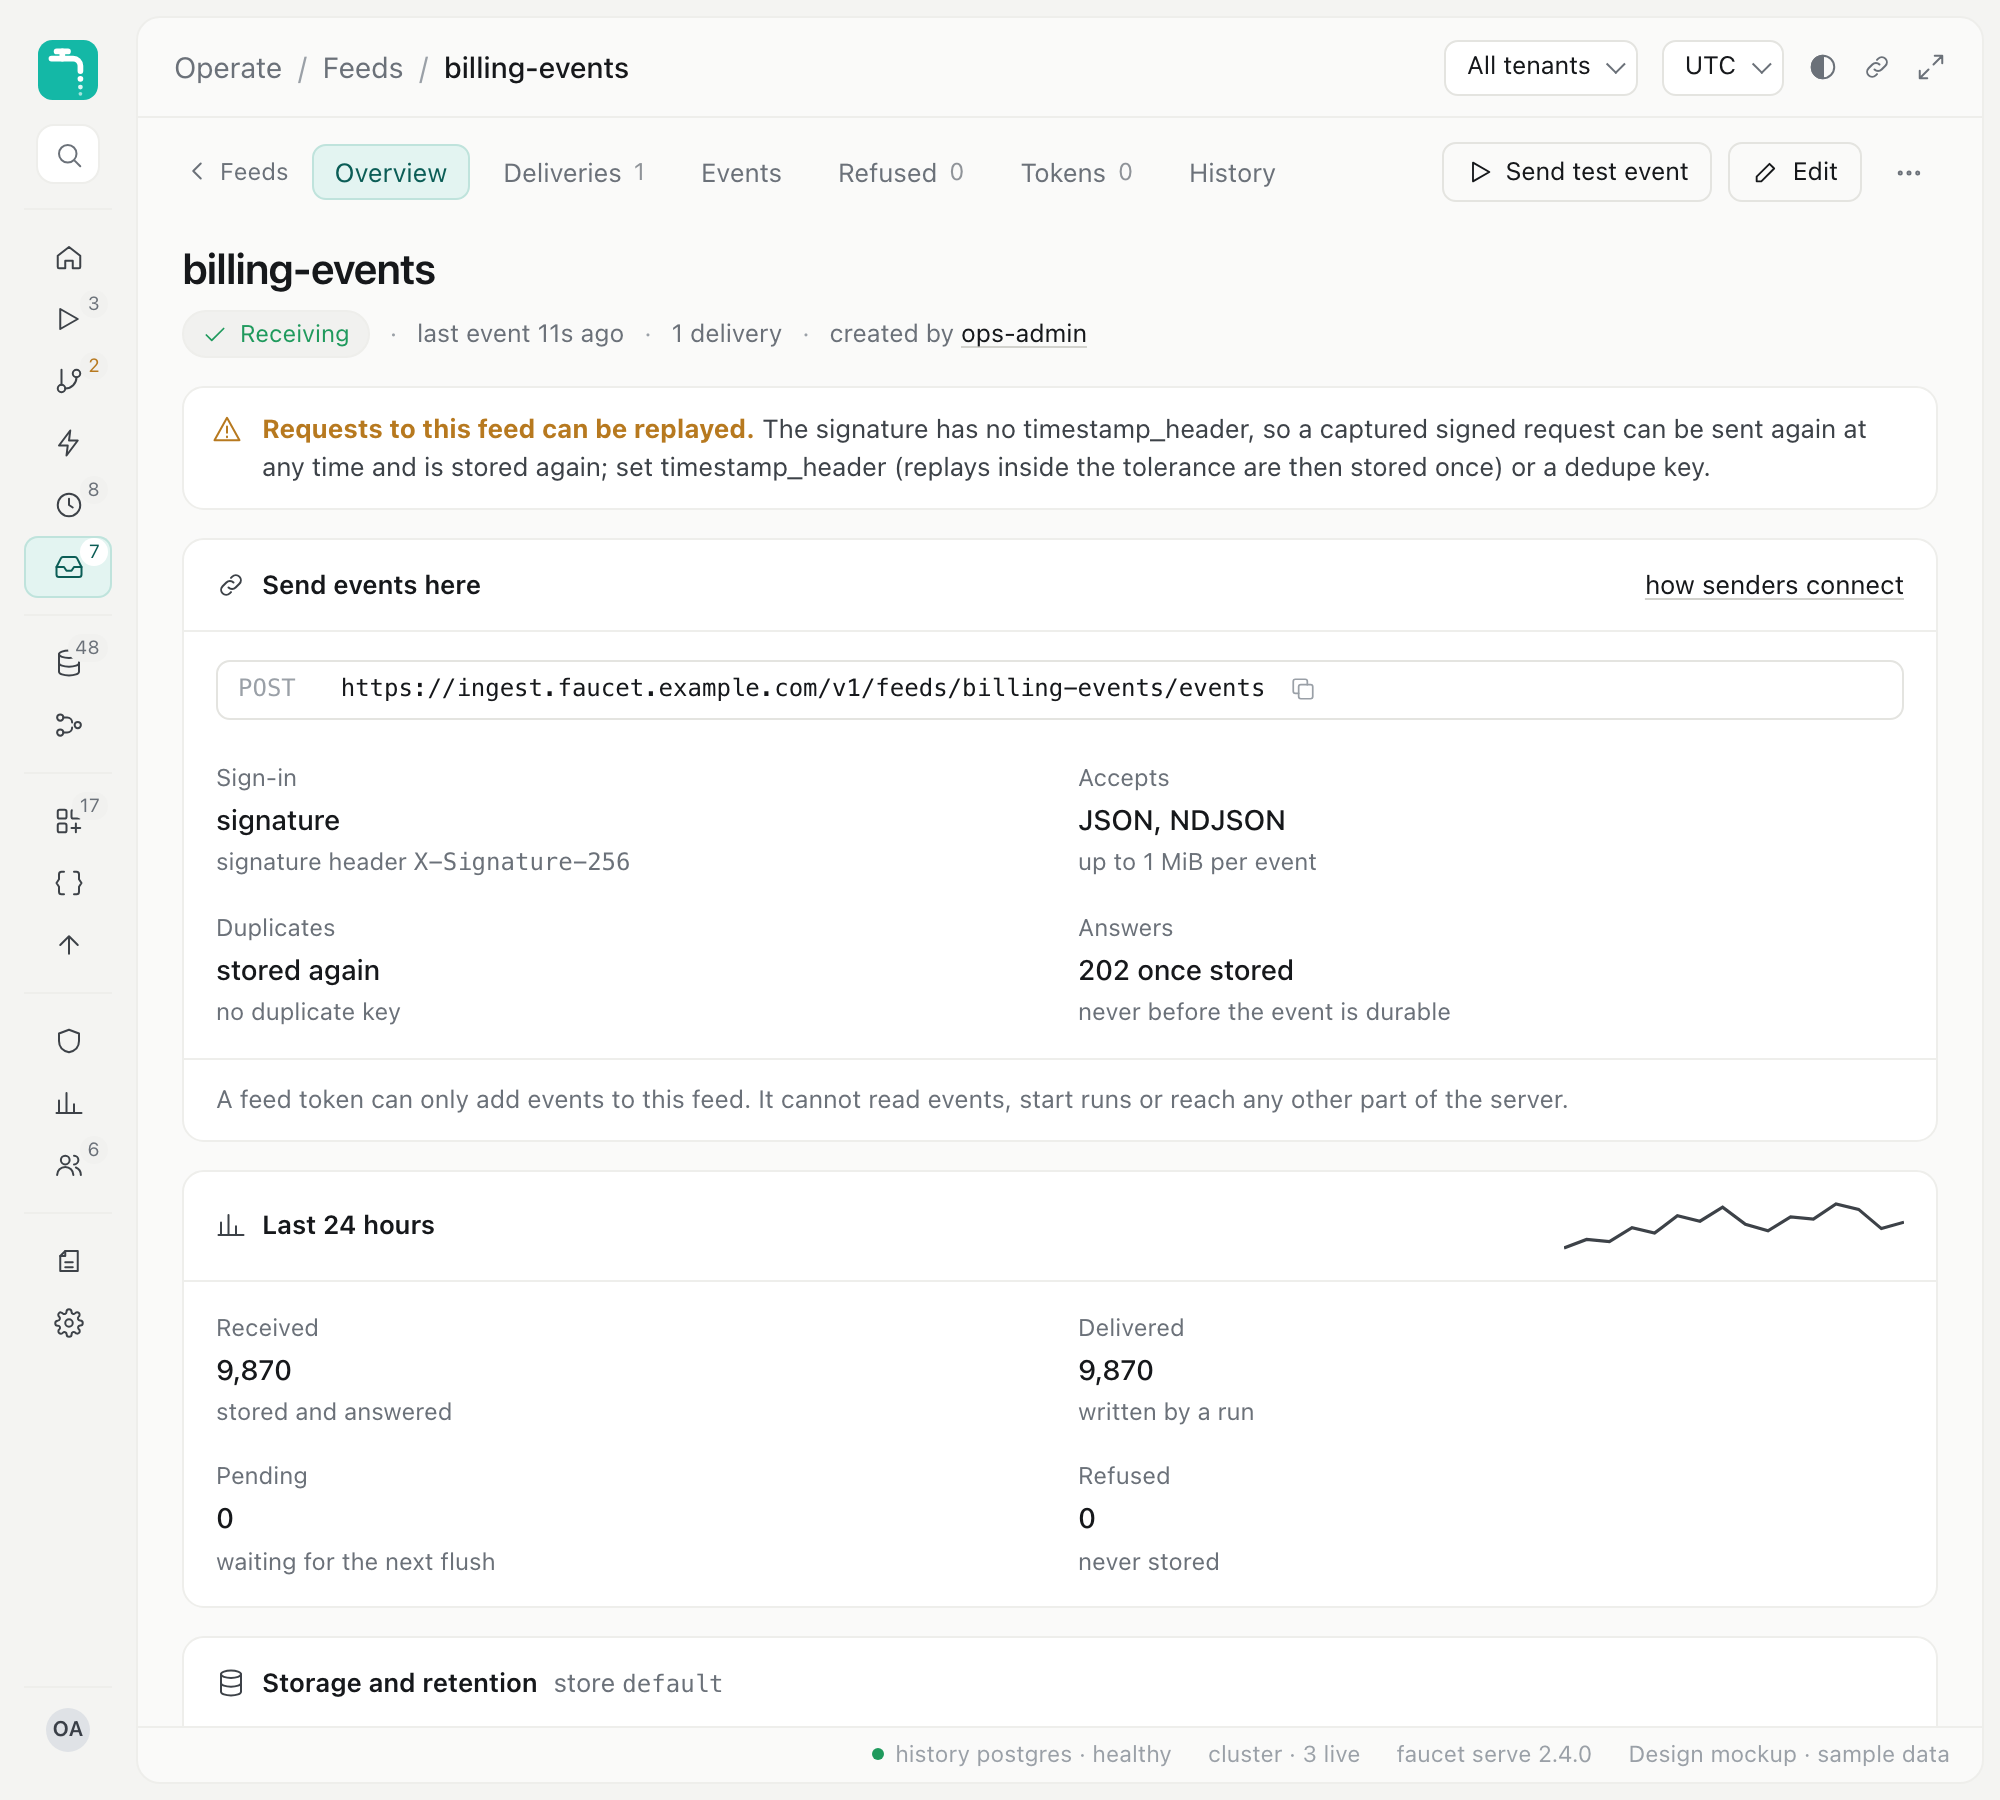 Operate / Feeds / billing-events
All tenants
UTC
Feeds
Overview
Deliveries 1
Events
Refused 0
Tokens 0
History
Send test event
Edit
3
2
8
7
48
17
6
OA
billing-events
Receiving · last event 11s ago · 1 delivery · created by ops-admin
Requests to this feed can be replayed. The signature has no timestamp_header, so a captured signed request can be sent again at
any time and is stored again; set timestamp_header (replays inside the tolerance are then stored once) or a dedupe key.
Send events here
how senders connect
POST https://ingest.faucet.example.com/v1/feeds/billing-events/events
Sign-in
signature
signature header X-Signature-256
Accepts
JSON, NDJSON
up to 1 MiB per event
Duplicates
stored again
no duplicate key
Answers
202 once stored
never before the event is durable
A feed token can only add events to this feed. It cannot read events, start runs or reach any other part of the server.
Last 24 hours
Received
9,870
stored and answered
Delivered
9,870
written by a run
Pending
0
waiting for the next flush
Refused
0
never stored
Storage and retention store default
history postgres · healthy
cluster · 3 live
faucet serve 2.4.0
Design mockup · sample data